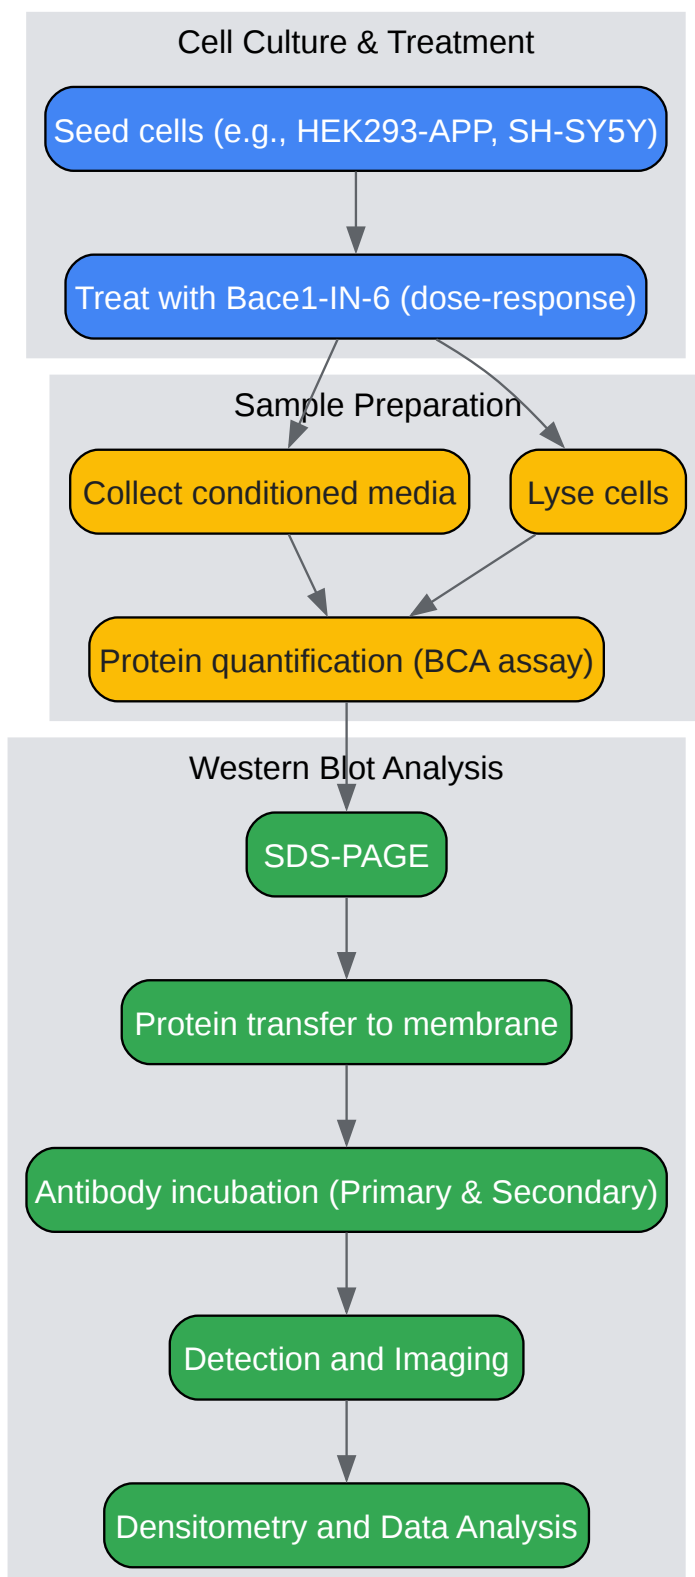 Cell Culture & Treatment
Seed cells (e.g., HEK293-APP, SH-SY5Y)
Treat with Bace1-IN-6 (dose-response)
Sample Preparation
Collect conditioned media
Lyse cells
Protein quantification (BCA assay)
Western Blot Analysis
SDS-PAGE
Protein transfer to membrane
Antibody incubation (Primary & Secondary)
Detection and Imaging
Densitometry and Data Analysis